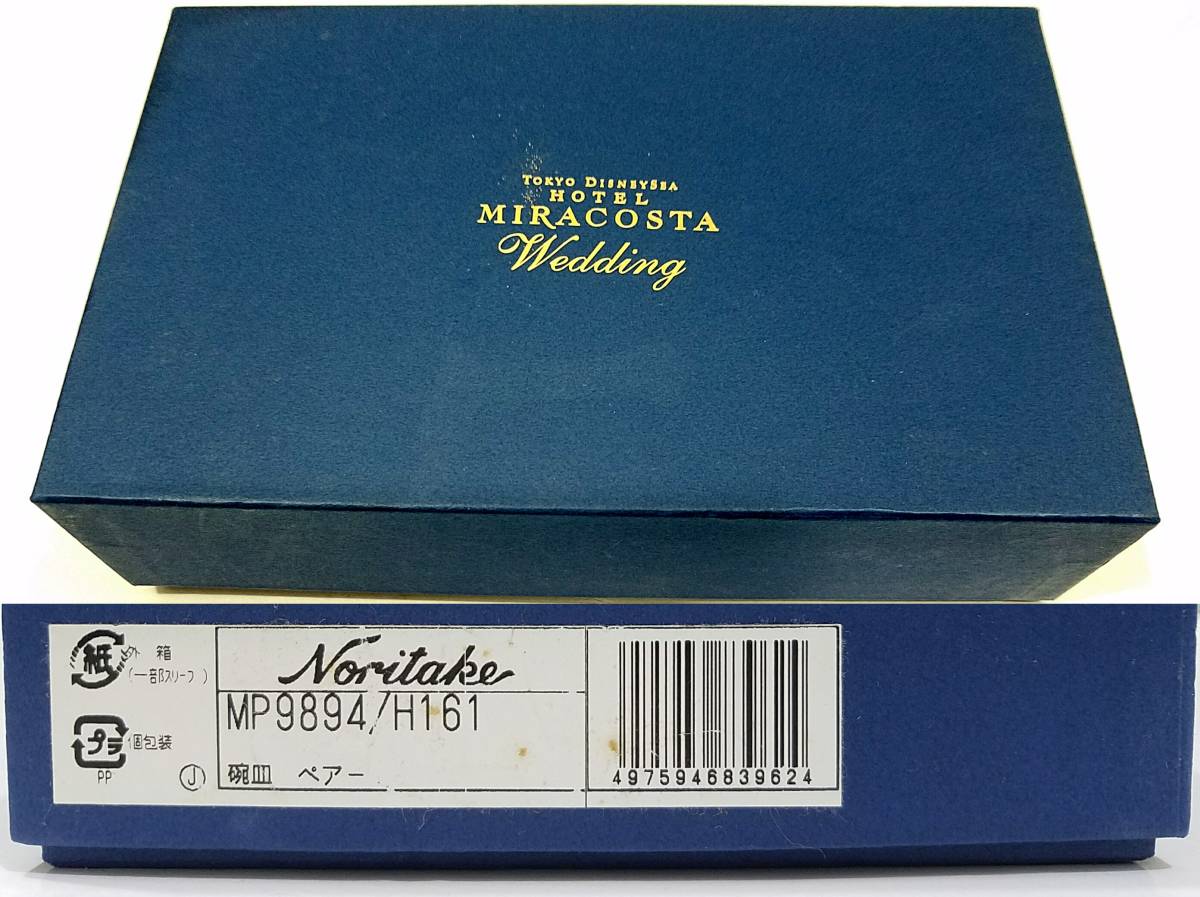 TOKYO DISNEYSEA
HOTEL
MIRACOSTA
Wedding
紙 外箱
(一部スリーブ)
プラ 個包装
PP
J
Noritake
MP9894/H161
碗皿 ペアー
4975946839624